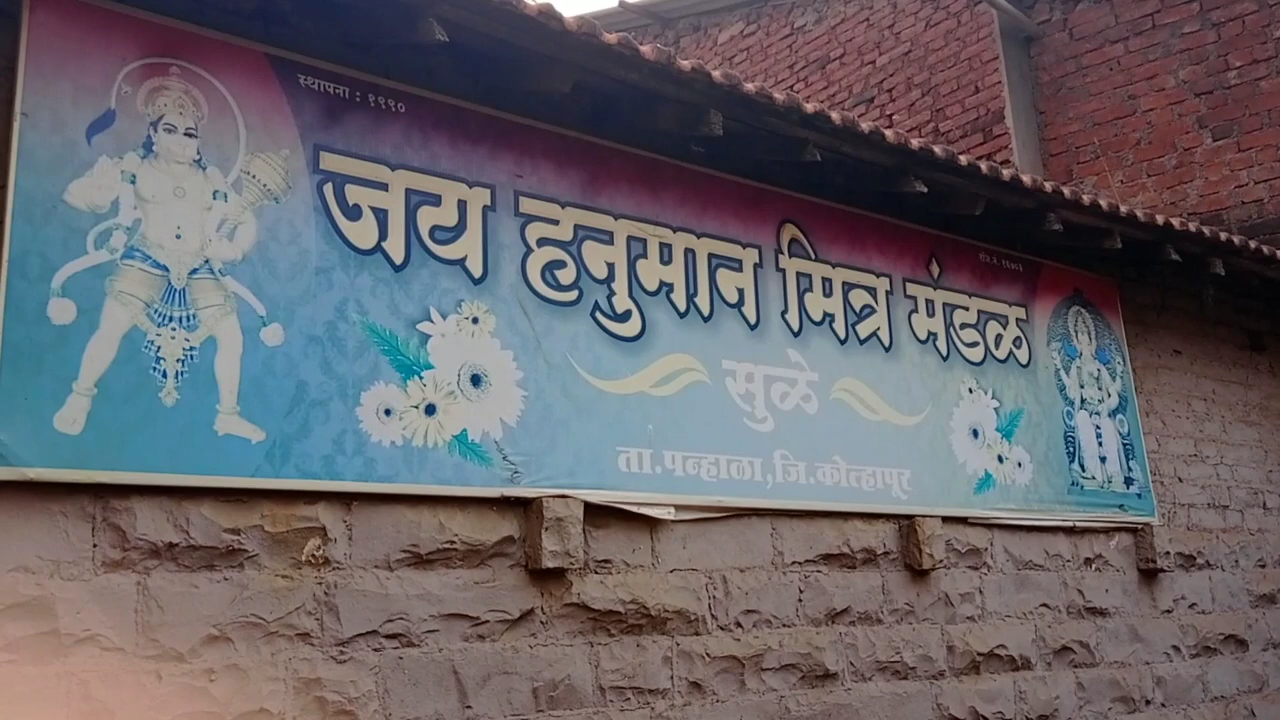 स्थापना : १९९०
जय हनुमान मित्र मंडळ
सुळे
ता.पन्हाळा,जि.कोल्हापूर